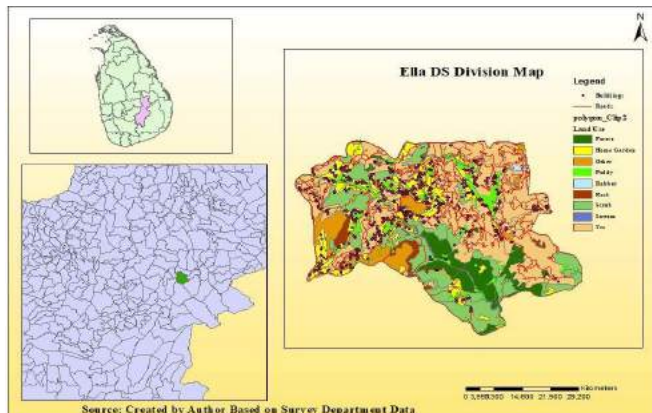 N
Ella DS Division Map
Legend
Buildings
Roads
polygon_Clip2
Land Use
Forest
Home Garden
Other
Paddy
Rubber
Rock
Scrub
Stream
Tea
Kilometers
Source: Created by Author Based on Survey Department Data